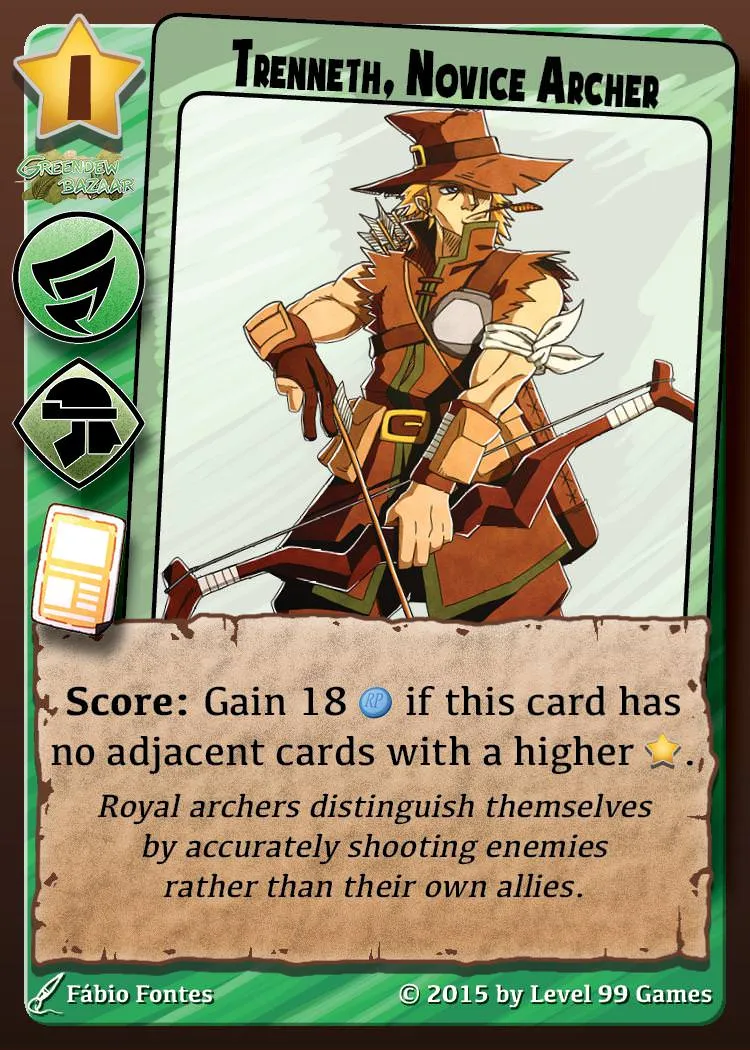 I
TRENNETH, NOVICE ARCHER
GREENDEW
BAZAAR
Score: Gain 18 RP if this card has
no adjacent cards with a higher .
Royal archers distinguish themselves
by accurately shooting enemies
rather than their own allies.
Fábio Fontes
© 2015 by Level 99 Games